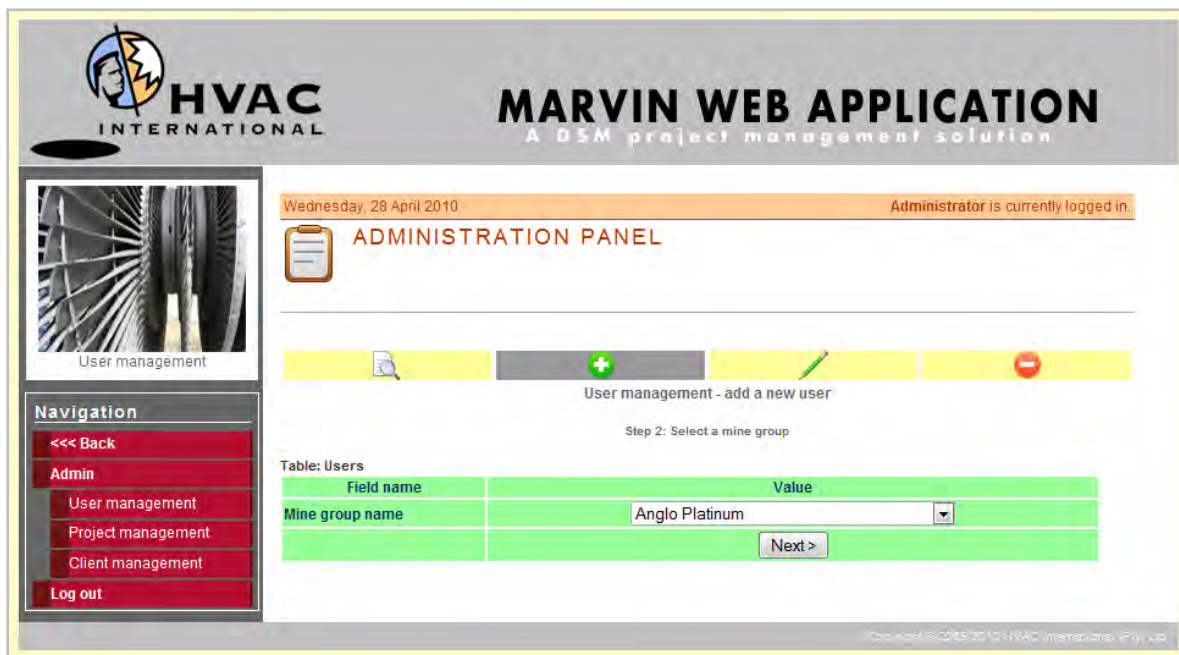 HVAC
INTERNATIONAL
MARVIN WEB APPLICATION
A DSM project management solution
Wednesday, 28 April 2010
Administrator is currently logged in.
ADMINISTRATION PANEL
User management
User management - add a new user
Step 2: Select a mine group
Navigation
<<< Back
Admin
User management
Project management
Client management
Log out
Table: Users
Field name Value
Mine group name Anglo Platinum
Next >